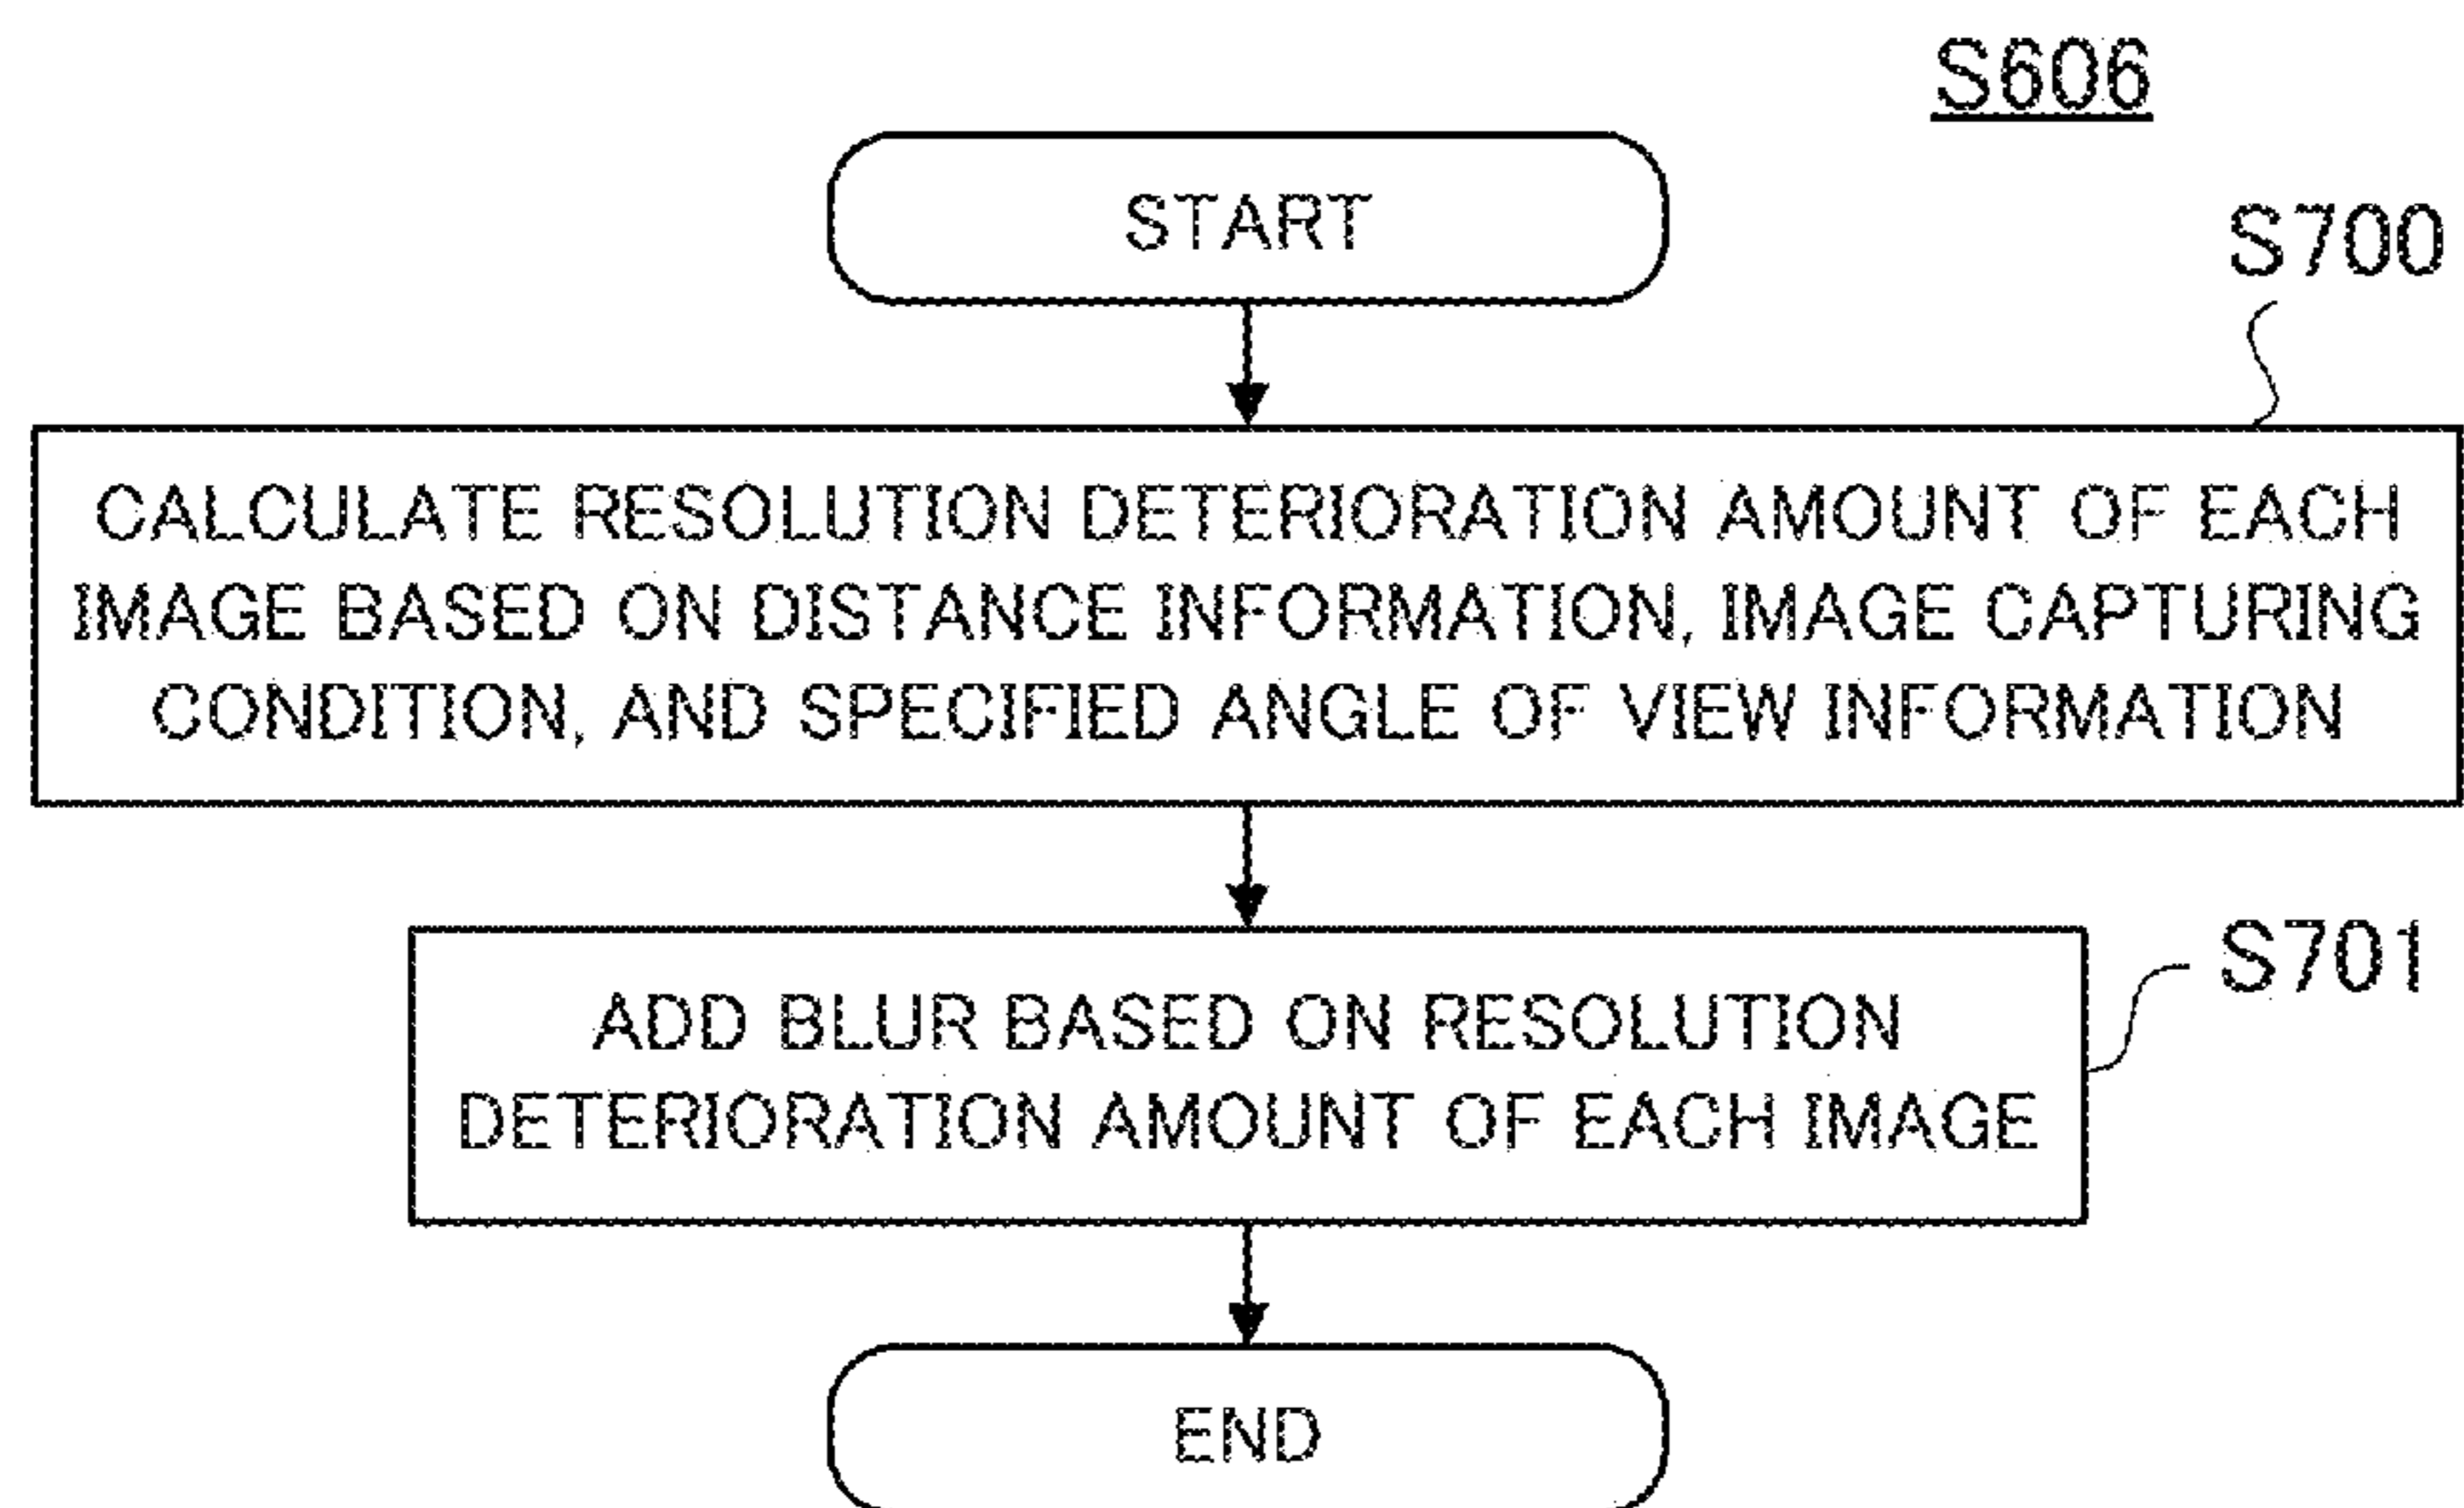 S606
START
S700
CALCULATE RESOLUTION DETERIORATION AMOUNT OF EACH
IMAGE BASED ON DISTANCE INFORMATION, IMAGE CAPTURING
CONDITION, AND SPECIFIED ANGLE OF VIEW INFORMATION
S701
ADD BLUR BASED ON RESOLUTION
DETERIORATION AMOUNT OF EACH IMAGE
END